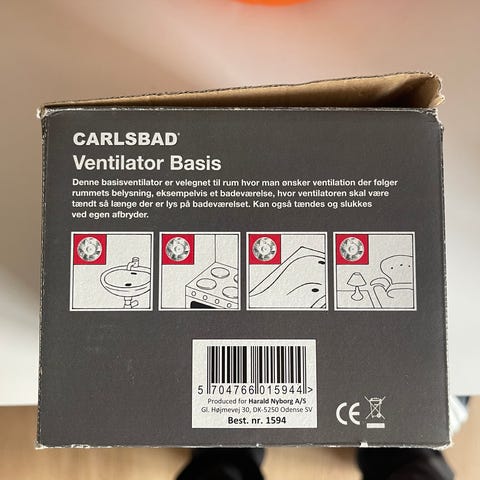 CARLSBAD®
Ventilator Basis
Denne basisventilator er velegnet til rum hvor man ønsker ventilation der følger
rummets belysning, eksempelvis et badeværelse, hvor ventilatoren skal være
tændt så længe der er lys på badeværelset. Kan også tændes og slukkes
ved egen afbryder.
5 704766 015944 >
Produced for Harald Nyborg A/S
Gl. Højmevej 30, DK-5250 Odense SV
Best. nr. 1594
CE